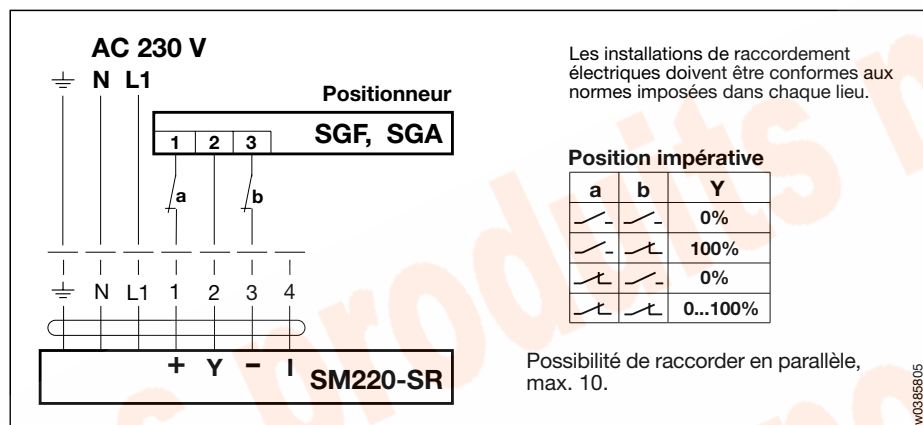 AC 230 V
N L1
Positionneur
1 2 3
SGF, SGA
a
b
N L1 1 2 3 4
+ Y − I
SM220-SR
Les installations de raccordement
électriques doivent être conformes aux
normes imposées dans chaque lieu.
Position impérative
a b Y
0%
100%
0%
0...100%
Possibilité de raccorder en parallèle,
max. 10.
w0385805